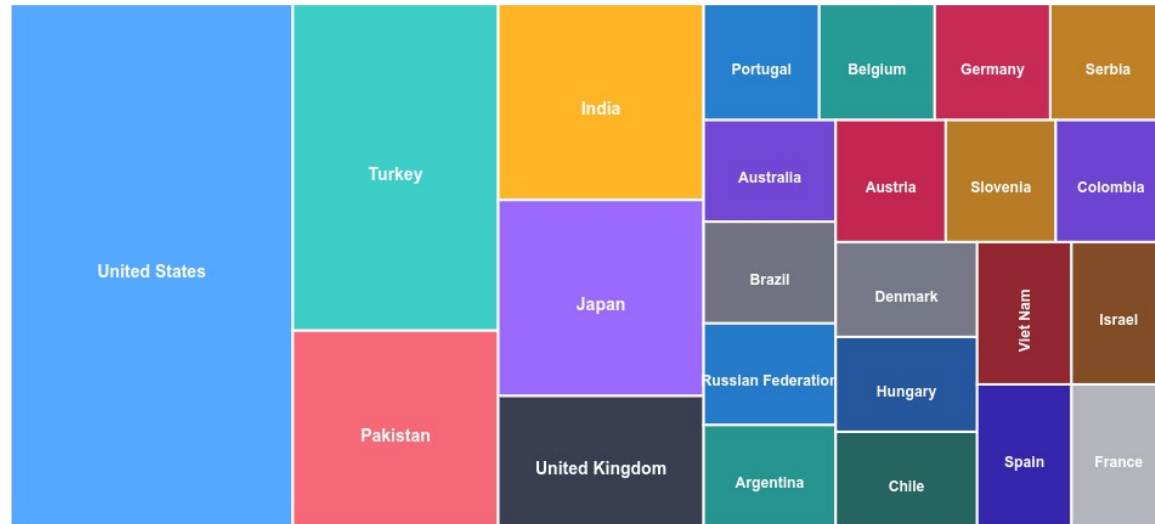 United States
Turkey
Pakistan
India
Japan
United Kingdom
Portugal
Belgium
Germany
Serbia
Australia
Brazil
Russian Federation
Argentina
Austria
Slovenia
Colombia
Denmark
Hungary
Chile
Viet Nam
Israel
Spain
France